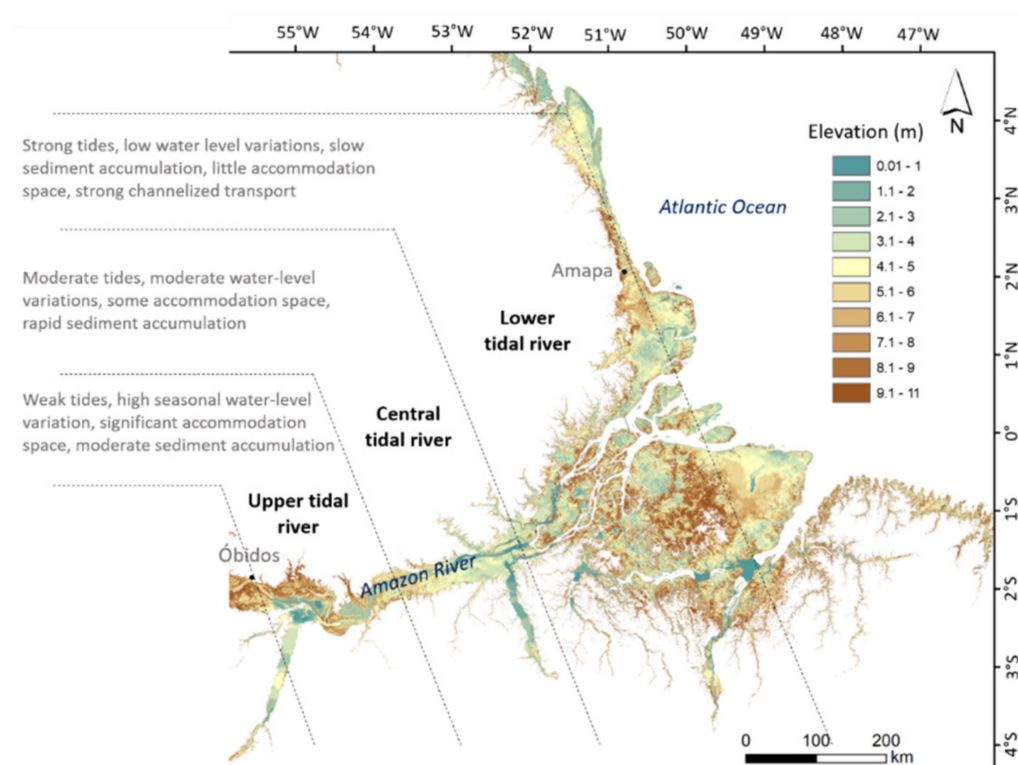 55°W 54°W 53°W 52°W 51°W 50°W 49°W 48°W 47°W
4°N
N
Elevation (m)
0.01 - 1
1.1 - 2
2.1 - 3
3.1 - 4
4.1 - 5
5.1 - 6
6.1 - 7
7.1 - 8
8.1 - 9
9.1 - 11
Strong tides, low water level variations, slow
sediment accumulation, little accommodation
space, strong channelized transport
3°N
Atlantic Ocean
Moderate tides, moderate water-level
variations, some accommodation space,
rapid sediment accumulation
Amapa
2°N
Lower
tidal river
1°N
Weak tides, high seasonal water-level
variation, significant accommodation
space, moderate sediment accumulation
Central
tidal river
0°
Upper tidal
river
1°S
Óbidos
Amazon River
2°S
3°S
4°S
0 100 200
km